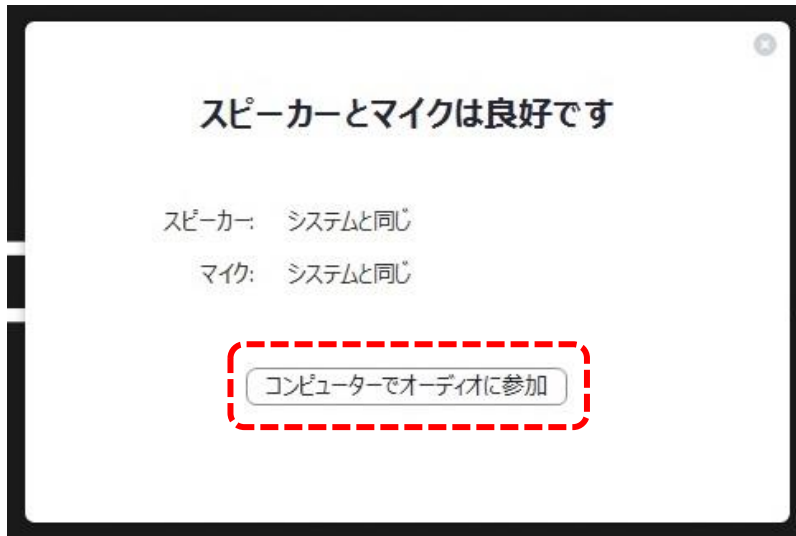 スピーカーとマイクは良好です
スピーカー: システムと同じ
マイク: システムと同じ
コンピューターでオーディオに参加